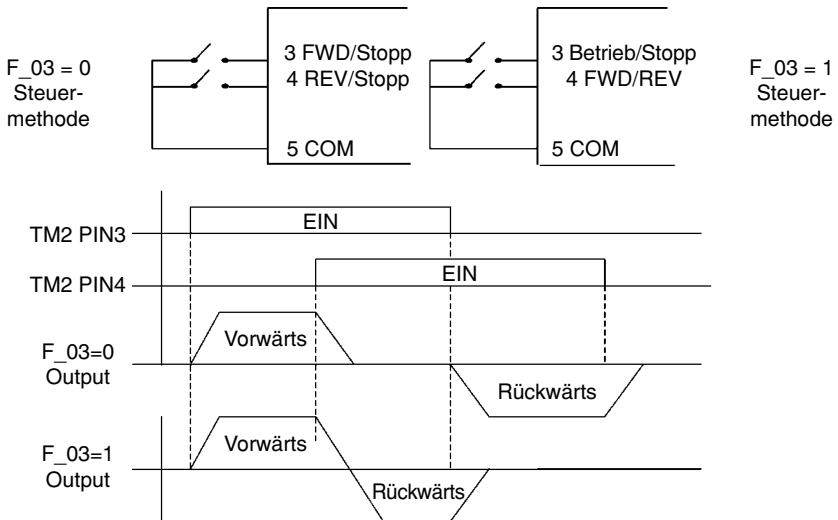 F_03 = 0
Steuer-
methode
3 FWD/Stopp
4 REV/Stopp
5 COM
3 Betrieb/Stopp
4 FWD/REV
5 COM
F_03 = 1
Steuer-
methode
TM2 PIN3
EIN
TM2 PIN4
EIN
F_03=0
Output
Vorwärts
Rückwärts
F_03=1
Output
Vorwärts
Rückwärts